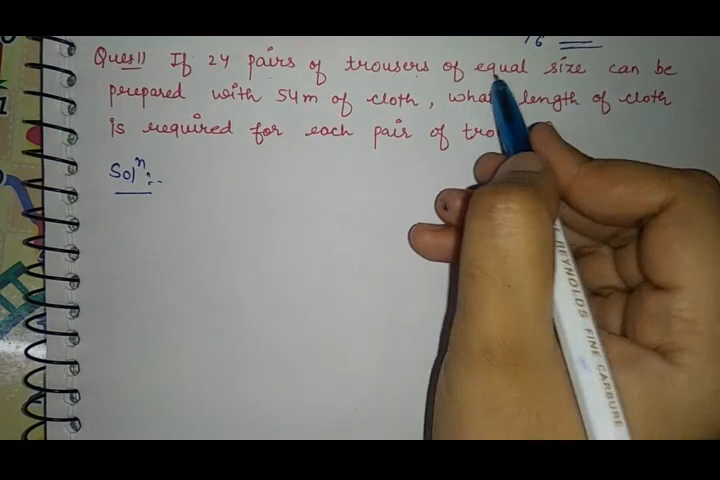 16
Ques11) If 24 pairs of trousers of equal size can be
prepared with 54m of cloth, what length of cloth
is required for each pair of
Solⁿ:-
REYNOLDS FINE CARBURE